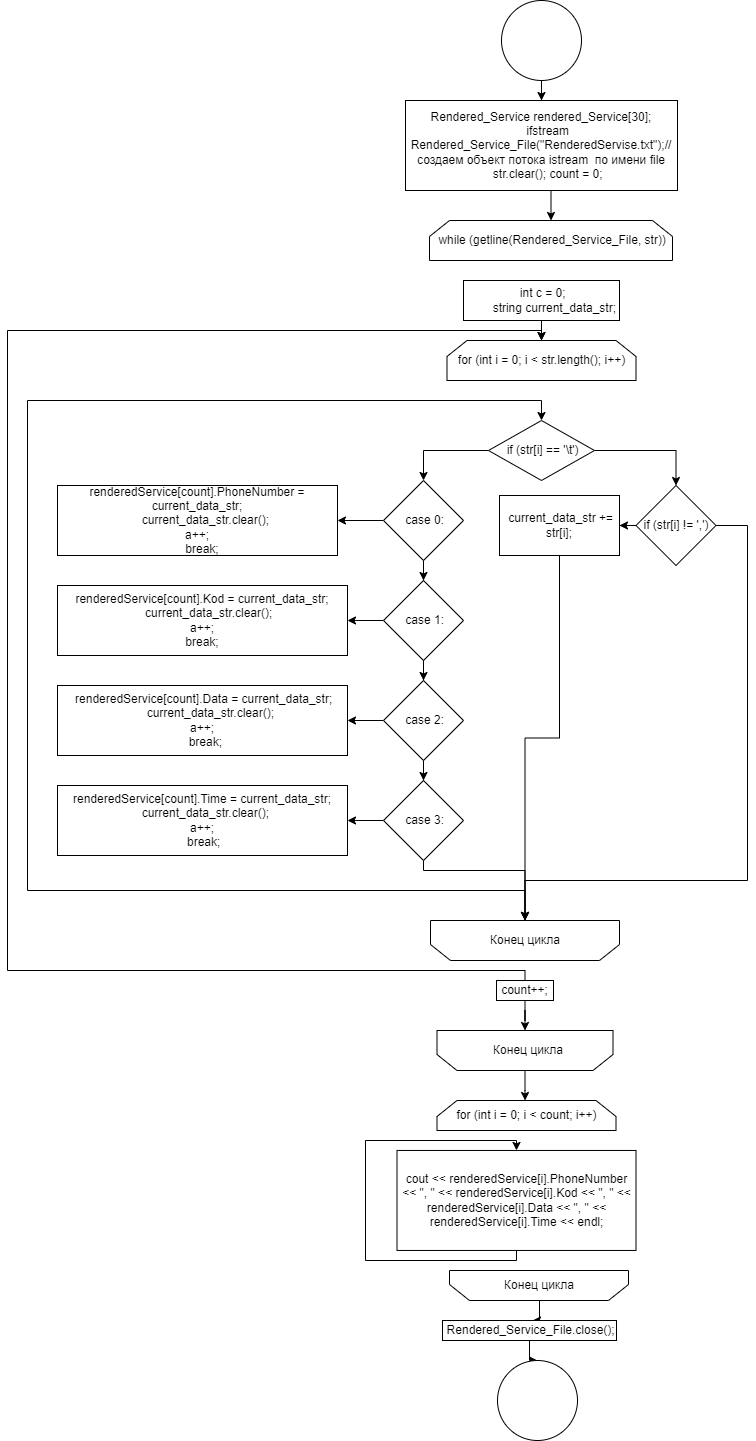 Rendered_Service rendered_Service[30];
ifstream
Rendered_Service_File("RenderedServise.txt");//
создаем объект потока istream по имени file
str.clear(); count = 0;
while (getline(Rendered_Service_File, str))
int c = 0;
string current_data_str;
for (int i = 0; i < str.length(); i++)
if (str[i] == '\t')
renderedService[count].PhoneNumber =
current_data_str;
current_data_str.clear();
a++;
break;
case 0:
current_data_str +=
str[i];
if (str[i] != ',')
renderedService[count].Kod = current_data_str;
current_data_str.clear();
a++;
break;
case 1:
renderedService[count].Data = current_data_str;
current_data_str.clear();
a++;
break;
case 2:
renderedService[count].Time = current_data_str;
current_data_str.clear();
a++;
break;
case 3:
Конец цикла
count++;
Конец цикла
for (int i = 0; i < count; i++)
cout << renderedService[i].PhoneNumber
<< ", " << renderedService[i].Kod << ", " <<
renderedService[i].Data << ", " <<
renderedService[i].Time << endl;
Конец цикла
Rendered_Service_File.close();